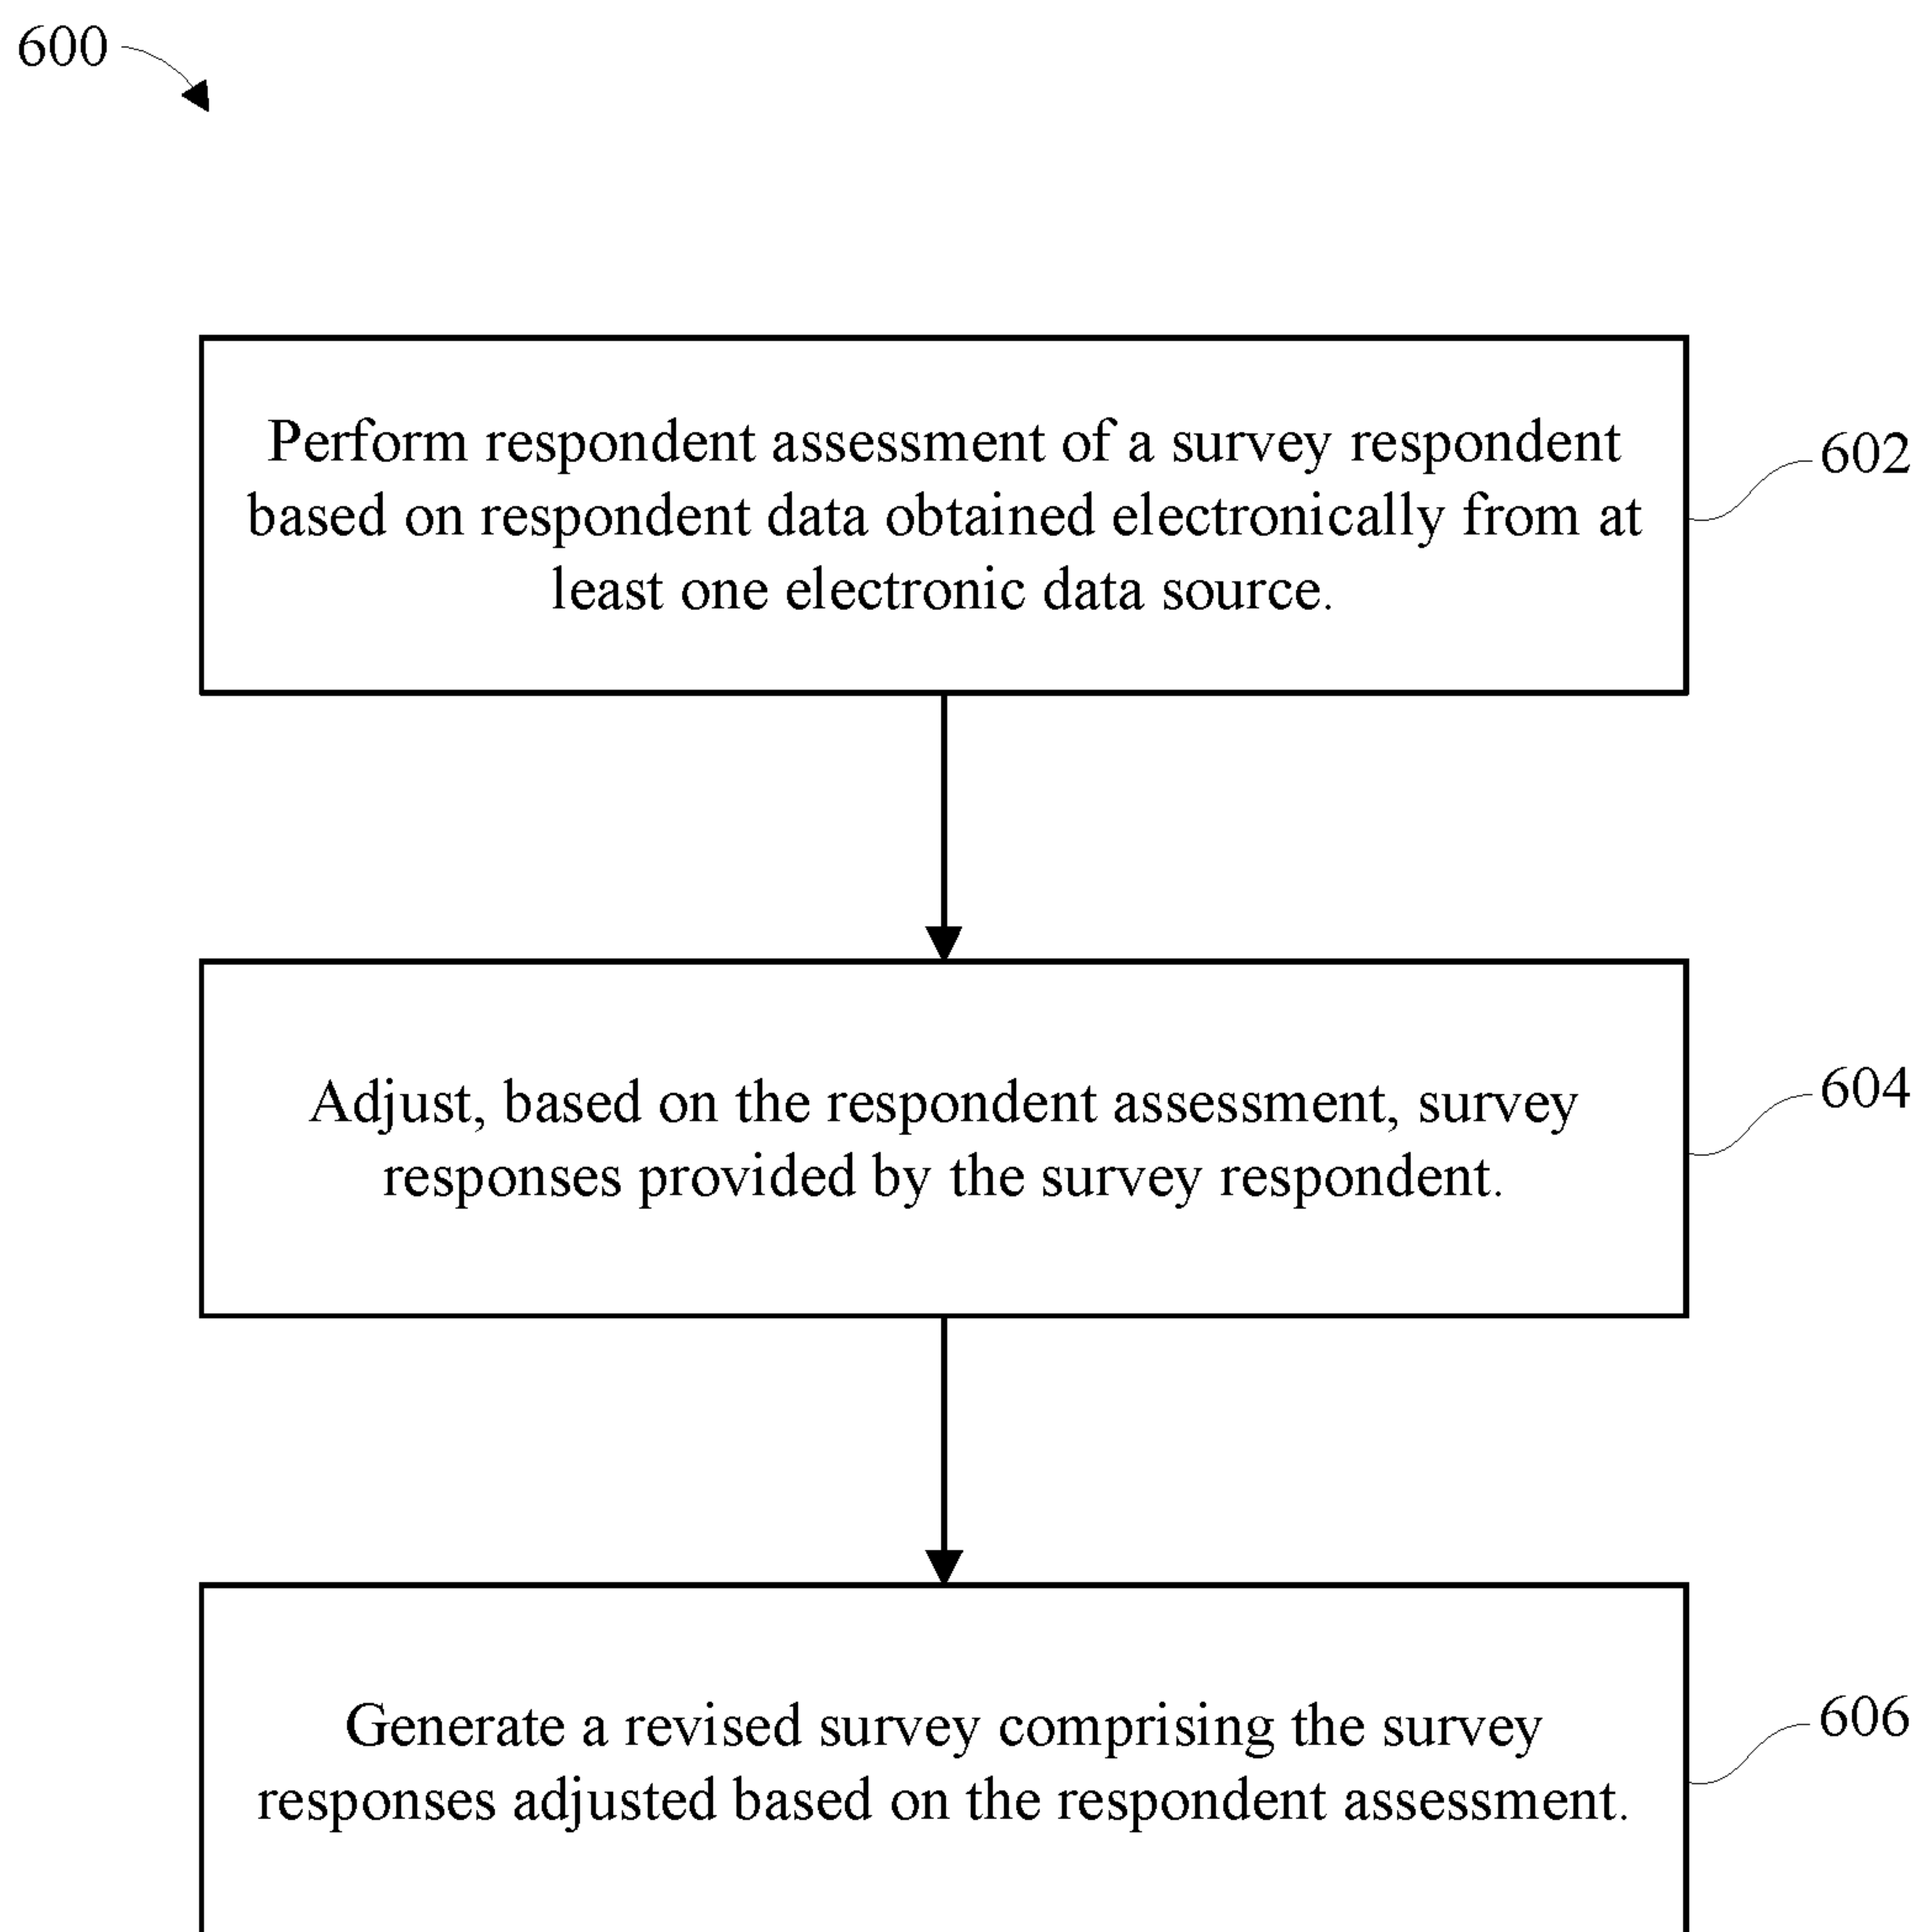 600
Perform respondent assessment of a survey respondent
based on respondent data obtained electronically from at
least one electronic data source.
602
Adjust, based on the respondent assessment, survey
responses provided by the survey respondent.
604
Generate a revised survey comprising the survey
responses adjusted based on the respondent assessment.
606